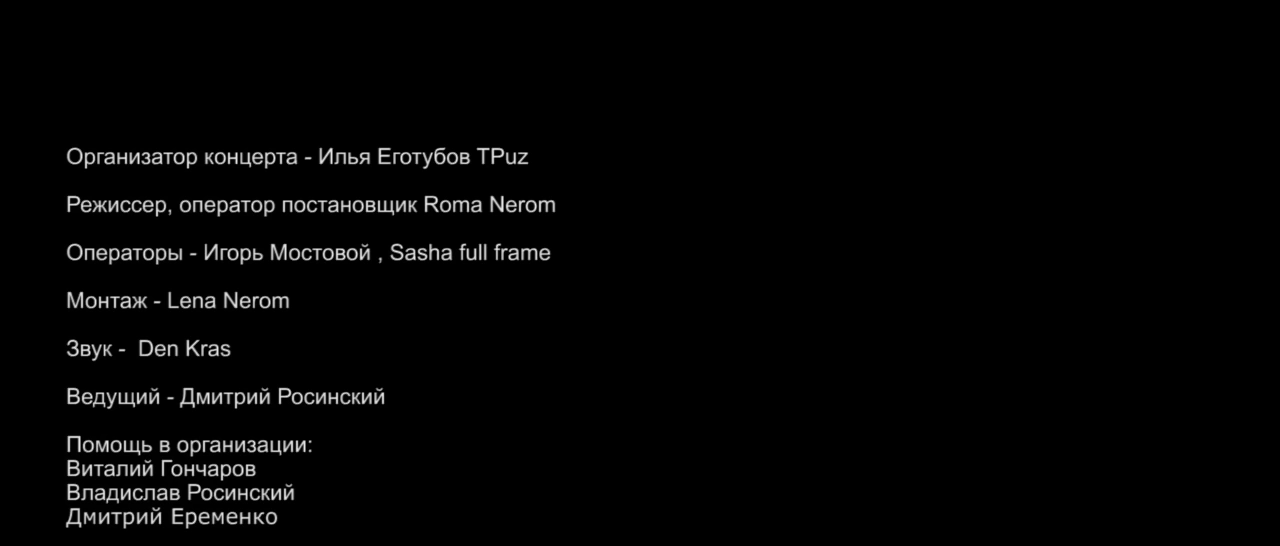 Организатор концерта - Илья Еготубов TPuz
Режиссер, оператор постановщик Roma Nerom
Операторы - Игорь Мостовой , Sasha full frame
Монтаж - Lena Nerom
Звук -  Den Kras
Ведущий - Дмитрий Росинский
Помощь в организации:
Виталий Гончаров
Владислав Росинский
Дмитрий Еременко